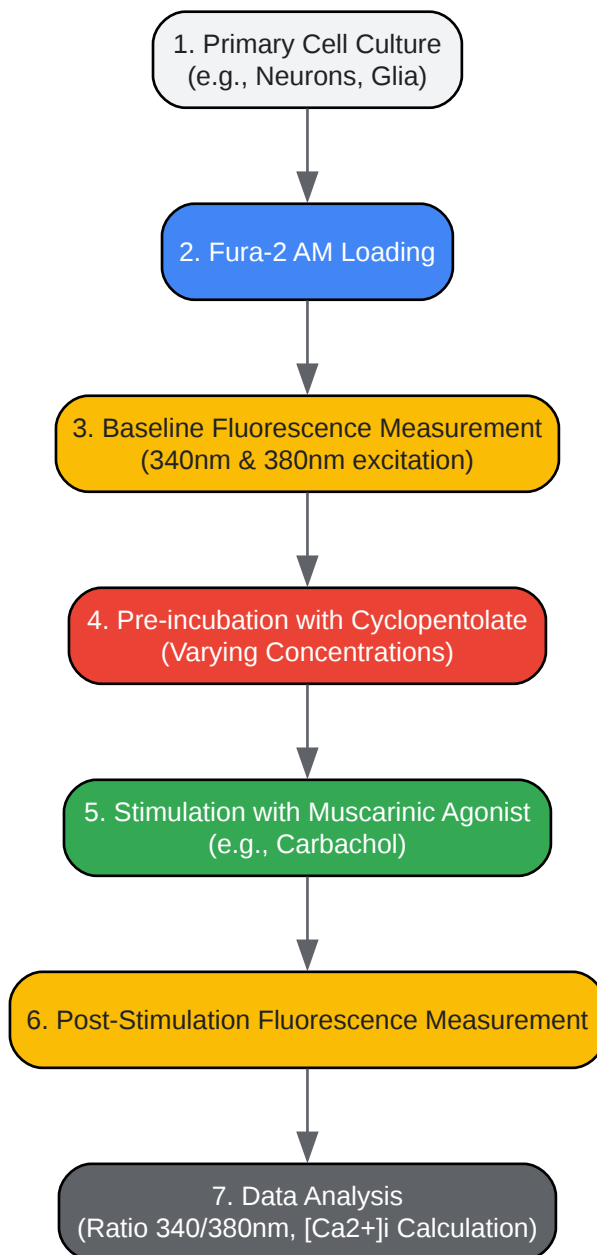 1. Primary Cell Culture
(e.g., Neurons, Glia)
2. Fura-2 AM Loading
3. Baseline Fluorescence Measurement
(340nm & 380nm excitation)
4. Pre-incubation with Cyclopentolate
(Varying Concentrations)
5. Stimulation with Muscarinic Agonist
(e.g., Carbachol)
6. Post-Stimulation Fluorescence Measurement
7. Data Analysis
(Ratio 340/380nm, [Ca2+]i Calculation)